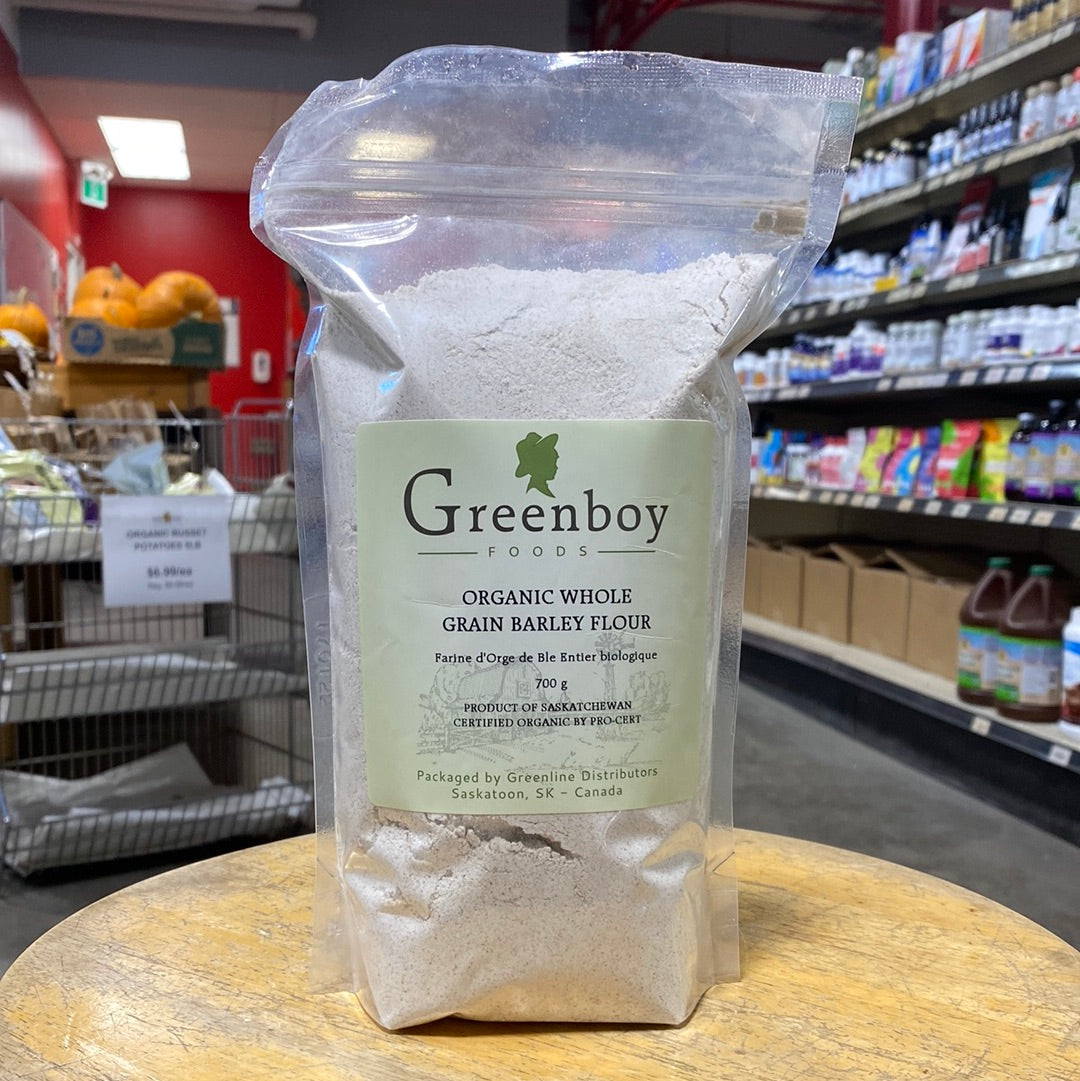 Greenboy
FOODS
ORGANIC WHOLE
GRAIN BARLEY FLOUR
Farine d'Orge de Ble Entier biologique
700 g
PRODUCT OF SASKATCHEWAN
CERTIFIED ORGANIC BY PRO-CERT
Packaged by Greenline Distributors
Saskatoon, SK - Canada
ORGANIC RUSSET
POTATOES 5LB
$6.99/ea